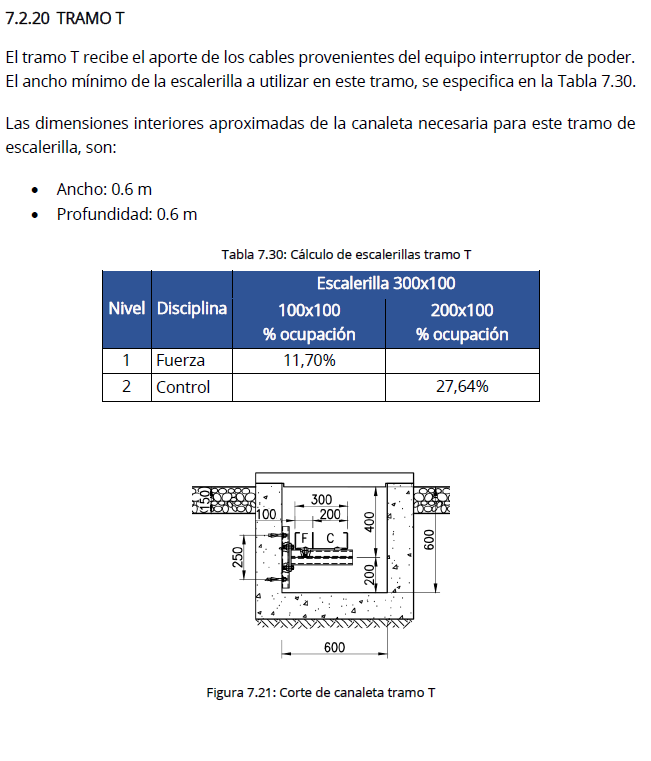 7.2.20 TRAMO T
El tramo T recibe el aporte de los cables provenientes del equipo interruptor de poder.
El ancho mínimo de la escalerilla a utilizar en este tramo, se especifica en la Tabla 7.30.
Las dimensiones interiores aproximadas de la canaleta necesaria para este tramo de
escalerilla, son:
• Ancho: 0.6 m
• Profundidad: 0.6 m
Tabla 7.30: Cálculo de escalerillas tramo T
Nivel Disciplina Escalerilla 300x100
100x100 200x100
% ocupación % ocupación
1 Fuerza 11,70%
2 Control 27,64%
300
150 100 200
F C 400 600
250
200
600
Figura 7.21: Corte de canaleta tramo T